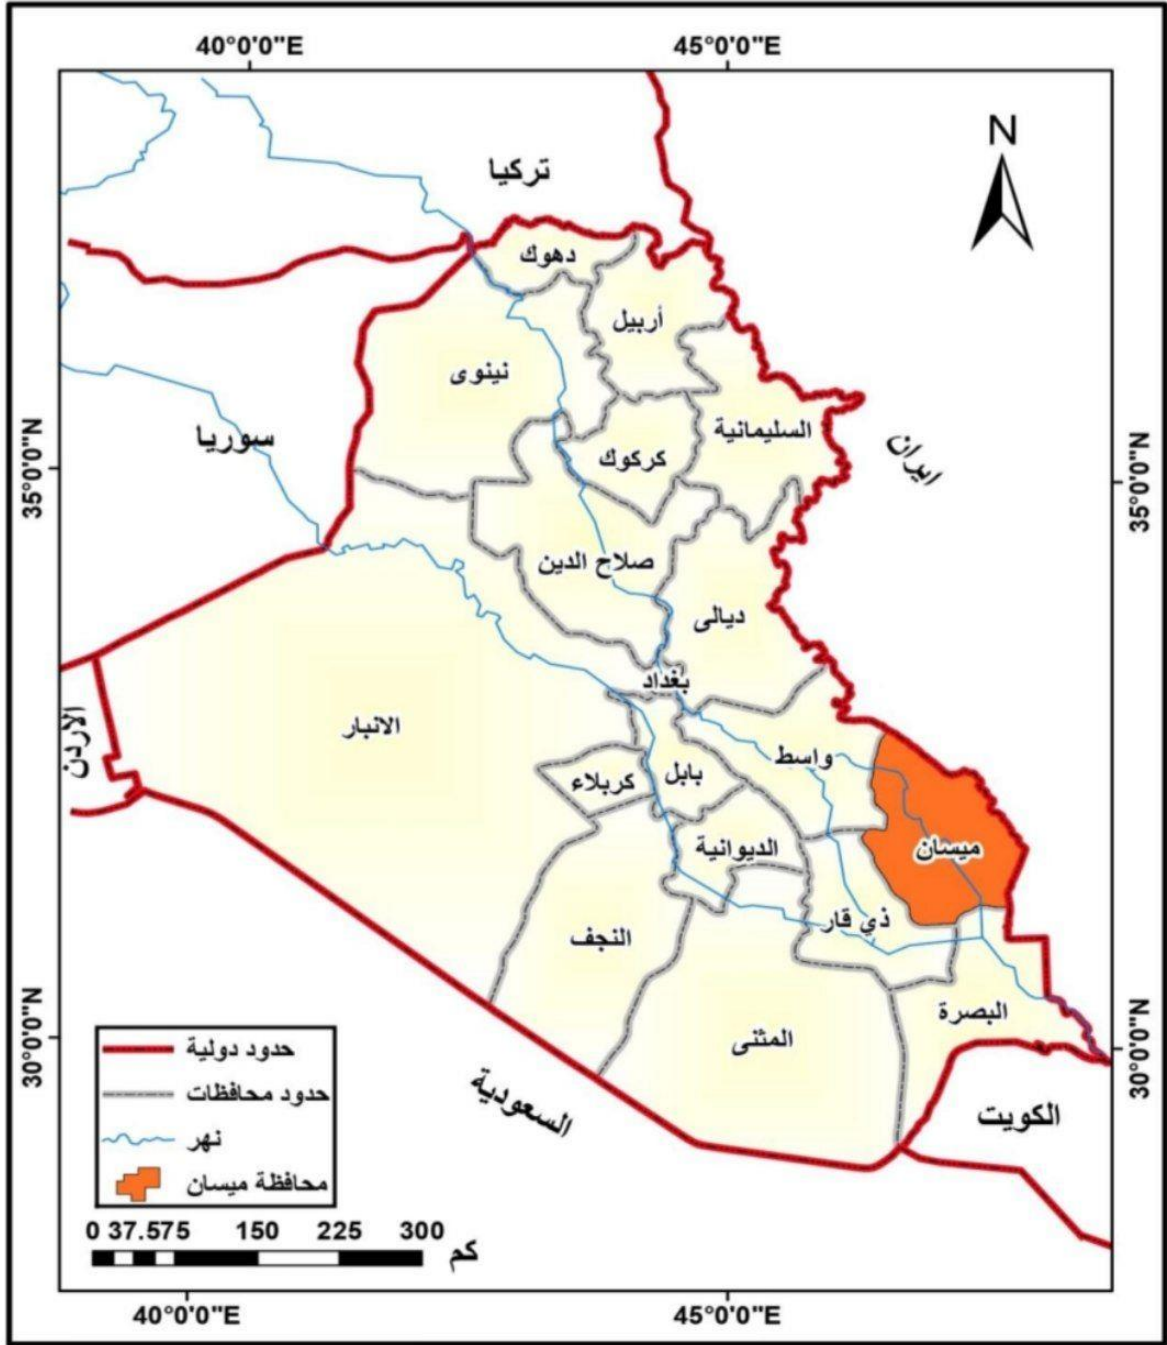 40°0'0"E
45°0'0"E
N
تركيا
دهوك
أربيل
نينوى
السليمانية
كركوك
سوريا
ايران
35°0'0"N
35°0'0"N
صلاح الدين
ديالى
بغداد
الانبار
الاردن
واسط
بابل
كربلاء
ميسان
الديوانية
ذي قار
النجف
البصرة
المثنى
السعودية
الكويت
30°0'0"N
30°0'0"N
حدود دولية
حدود محافظات
نهر
محافظة ميسان
0 37.575 150 225 300
كم
40°0'0"E
45°0'0"E